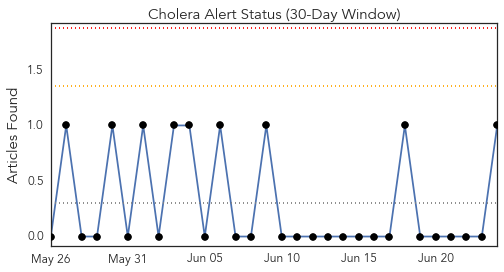 Cholera Alert Status (30-Day Window)
Articles Found
1.5
1.0
0.5
0.0
May 26
May 31
Jun 05
Jun 10
Jun 15
Jun 20